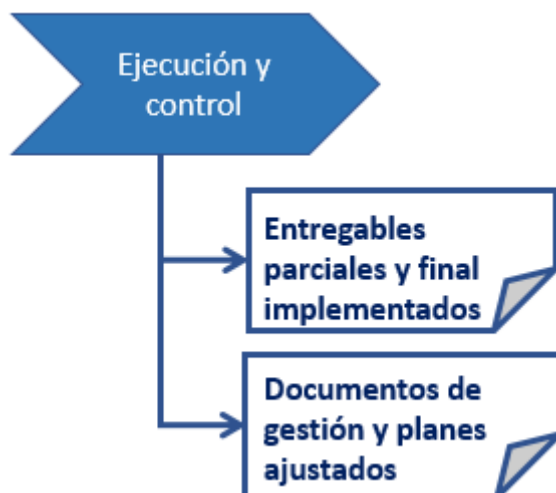 Ejecución y
control
Entregables
parciales y final
implementados
Documentos de
gestión y planes
ajustados